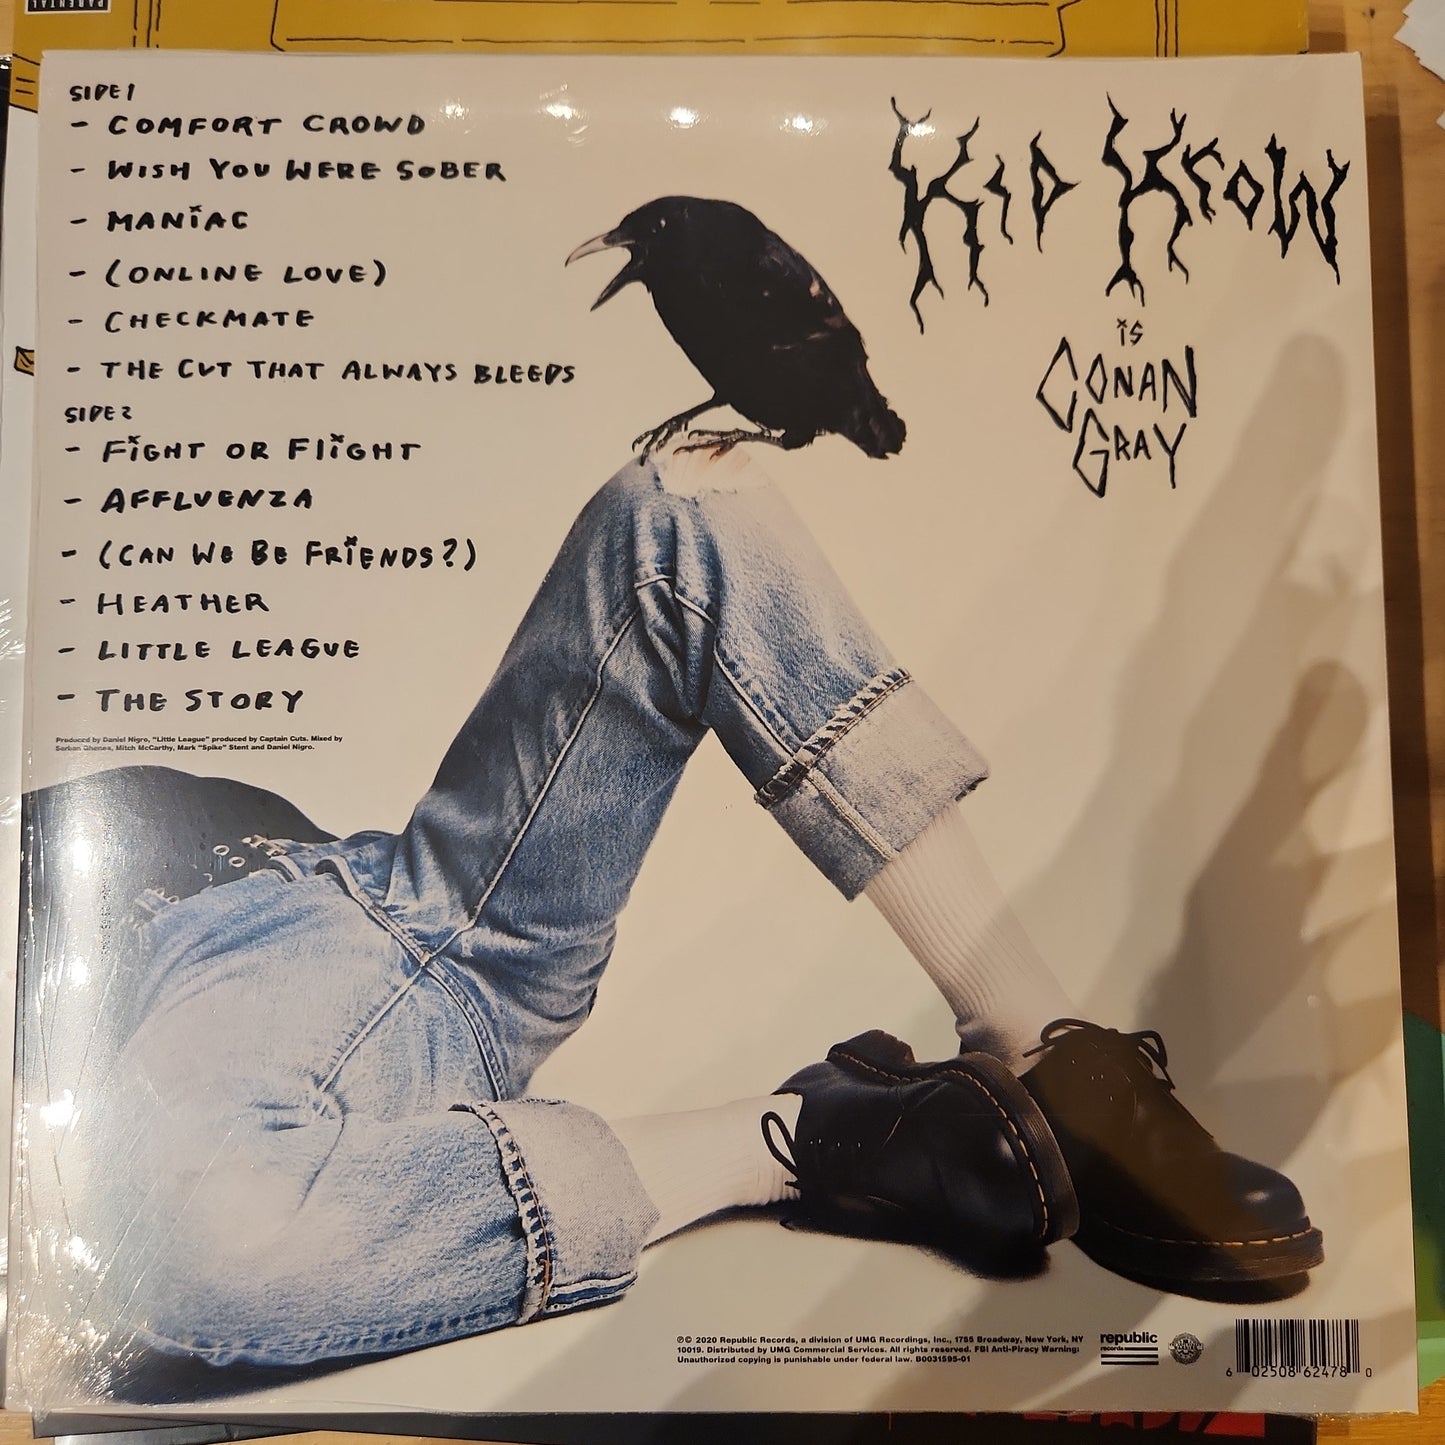 PARENTAL
SIDE 1
- COMFORT CROWD
- WISH YOU WERE SOBER
- MANiAC
- (ONLINE LOVE)
- CHECKMATE
- THE CUT THAT ALWAYS BLEEDS
SIDE 2
- FiGHT OR FliGHT
- AFFLUENZA
- (CAN WE BE FRiENDS?)
- HEATHER
- LITTLE LEAGUE
- THE STORY
Produced by Daniel Nigro, "Little League" produced by Captain Cuts. Mixed by
Serban Ghenea, Mitch McCarthy, Mark "Spike" Stent and Daniel Nigro.
KiD KroW
iS
CONAN
GRAY
℗© 2020 Republic Records, a division of UMG Recordings, Inc., 1755 Broadway, New York, NY
10019. Distributed by UMG Commercial Services. All rights reserved. FBI Anti-Piracy Warning:
Unauthorized copying is punishable under federal law. B0031595-01
republic
records
6 02508 62478 0